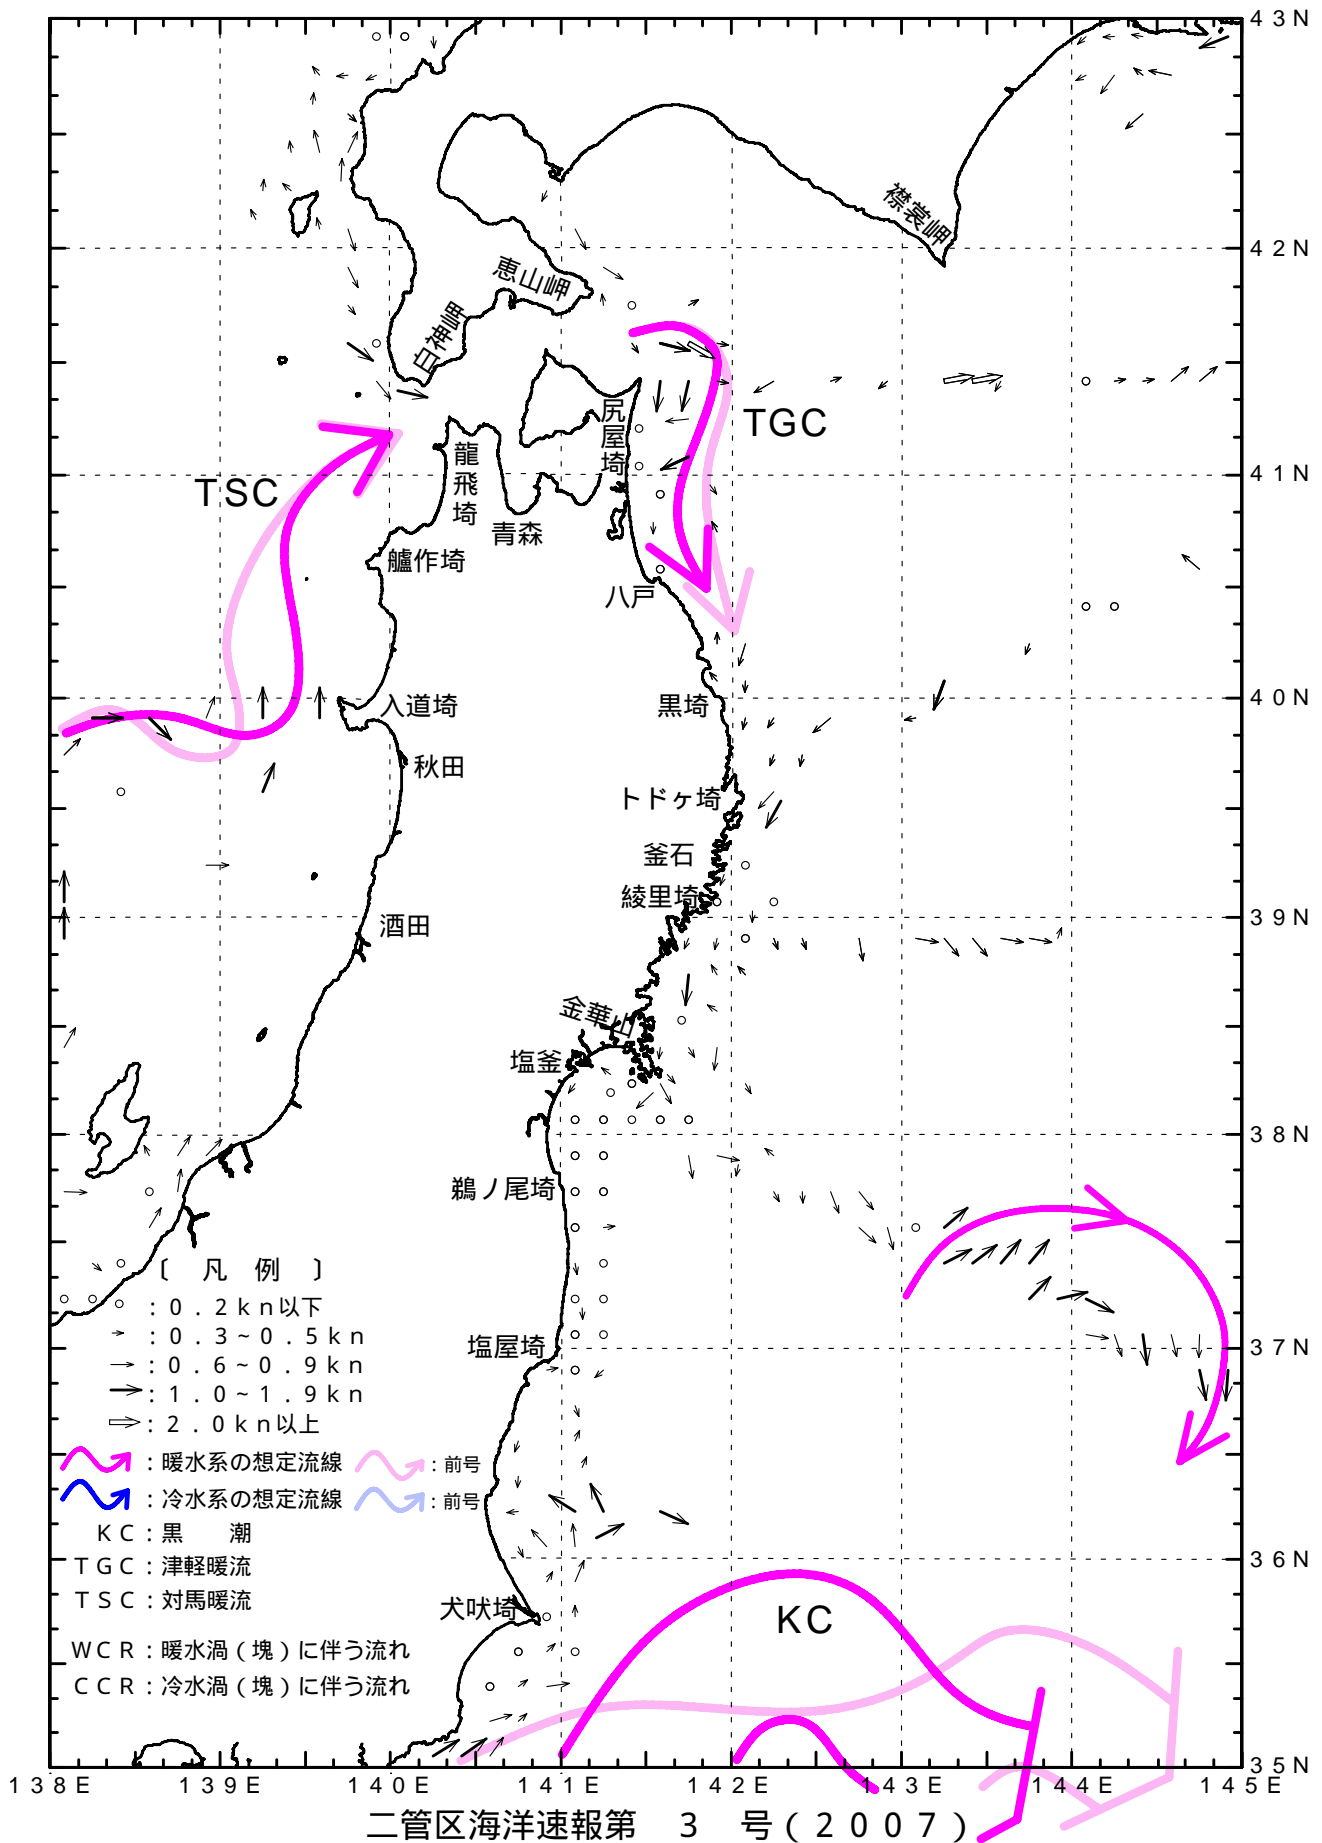 43N
襟裳岬
42N
恵山岬
白神岬
尻屋埼
TGC
龍飛埼
41N
TSC
青森
艫作埼
八戸
入道埼
黒埼
40N
秋田
トドヶ埼
釜石
綾里埼
39N
酒田
金華山
塩釜
38N
鵜ノ尾埼
〔 凡 例 〕
:0.2kn以下
:0.3~0.5kn
塩屋埼
37N
:0.6~0.9kn
:1.0~1.9kn
:2.0kn以上
:暖水系の想定流線 :前号
:冷水系の想定流線 :前号
KC:黒 潮
TGC:津軽暖流
36N
TSC:対馬暖流
犬吠埼
KC
WCR:暖水渦(塊)に伴う流れ
CCR:冷水渦(塊)に伴う流れ
35N
138E 139E 140E 141E 142E 143E 144E 145E
二管区海洋速報第 3 号(2007)